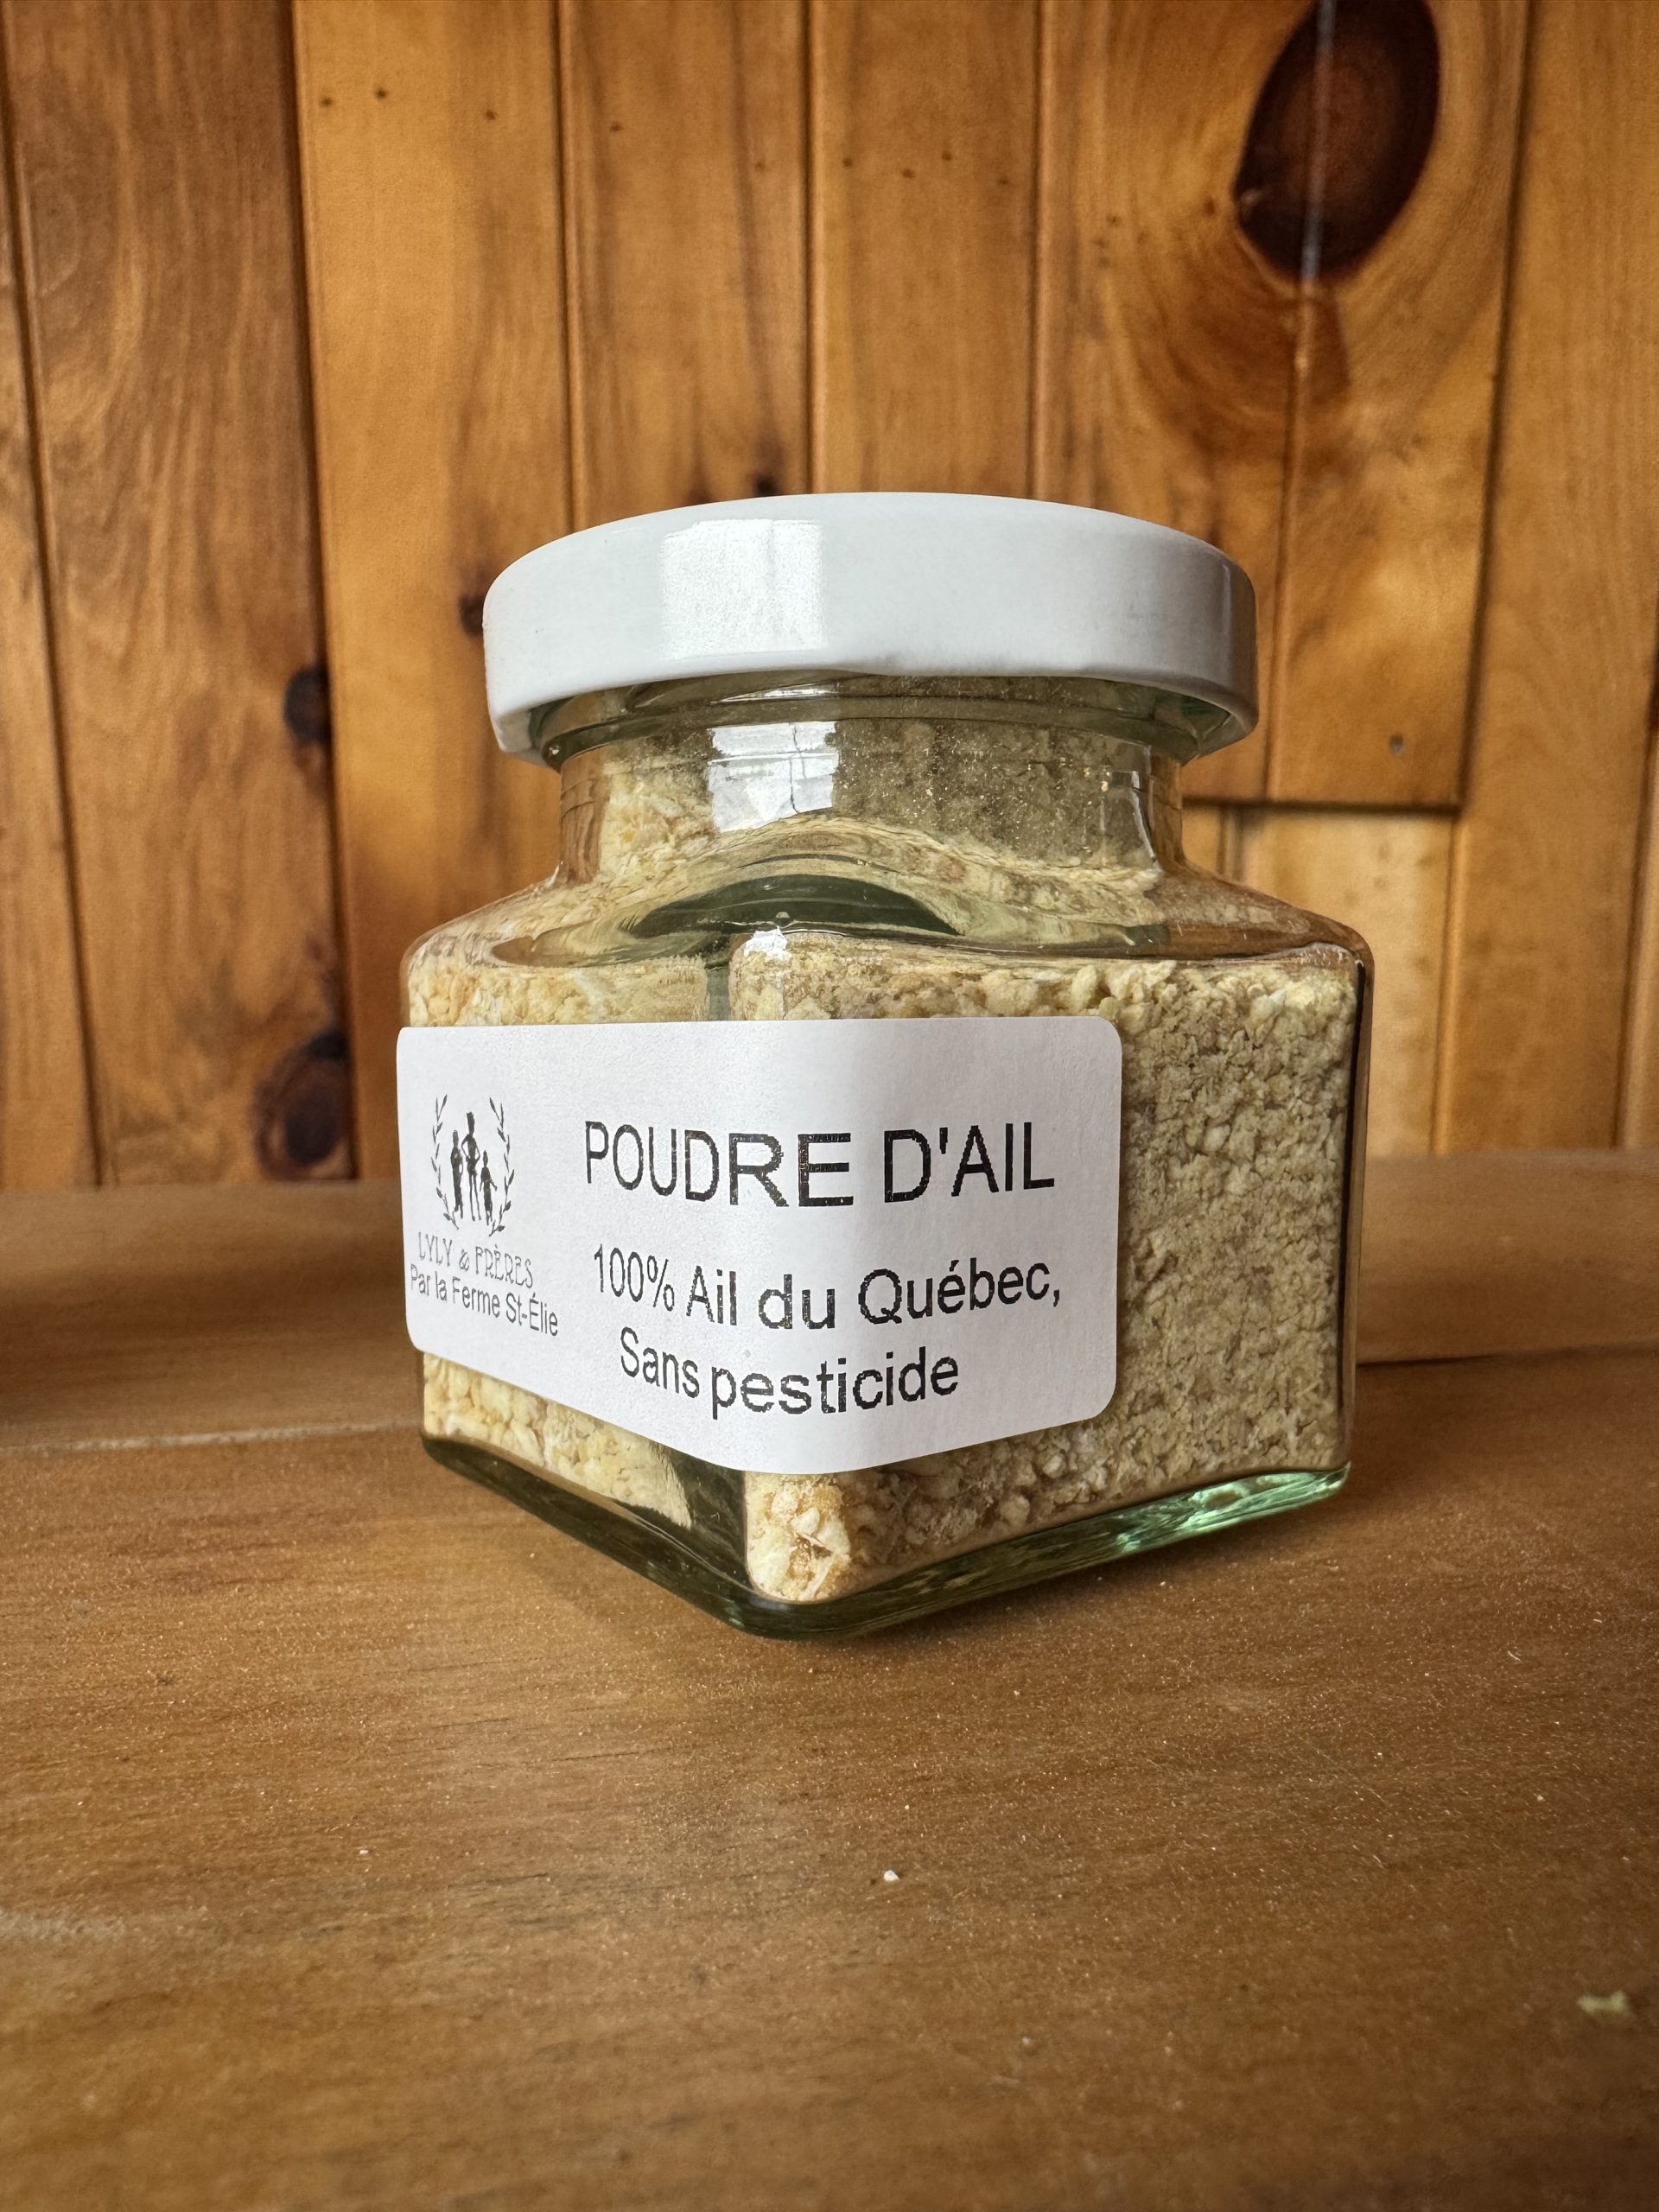 LYLY & FRÈRES
Par la Ferme St-Élie
POUDRE D'AIL
100% Ail du Québec,
Sans pesticide